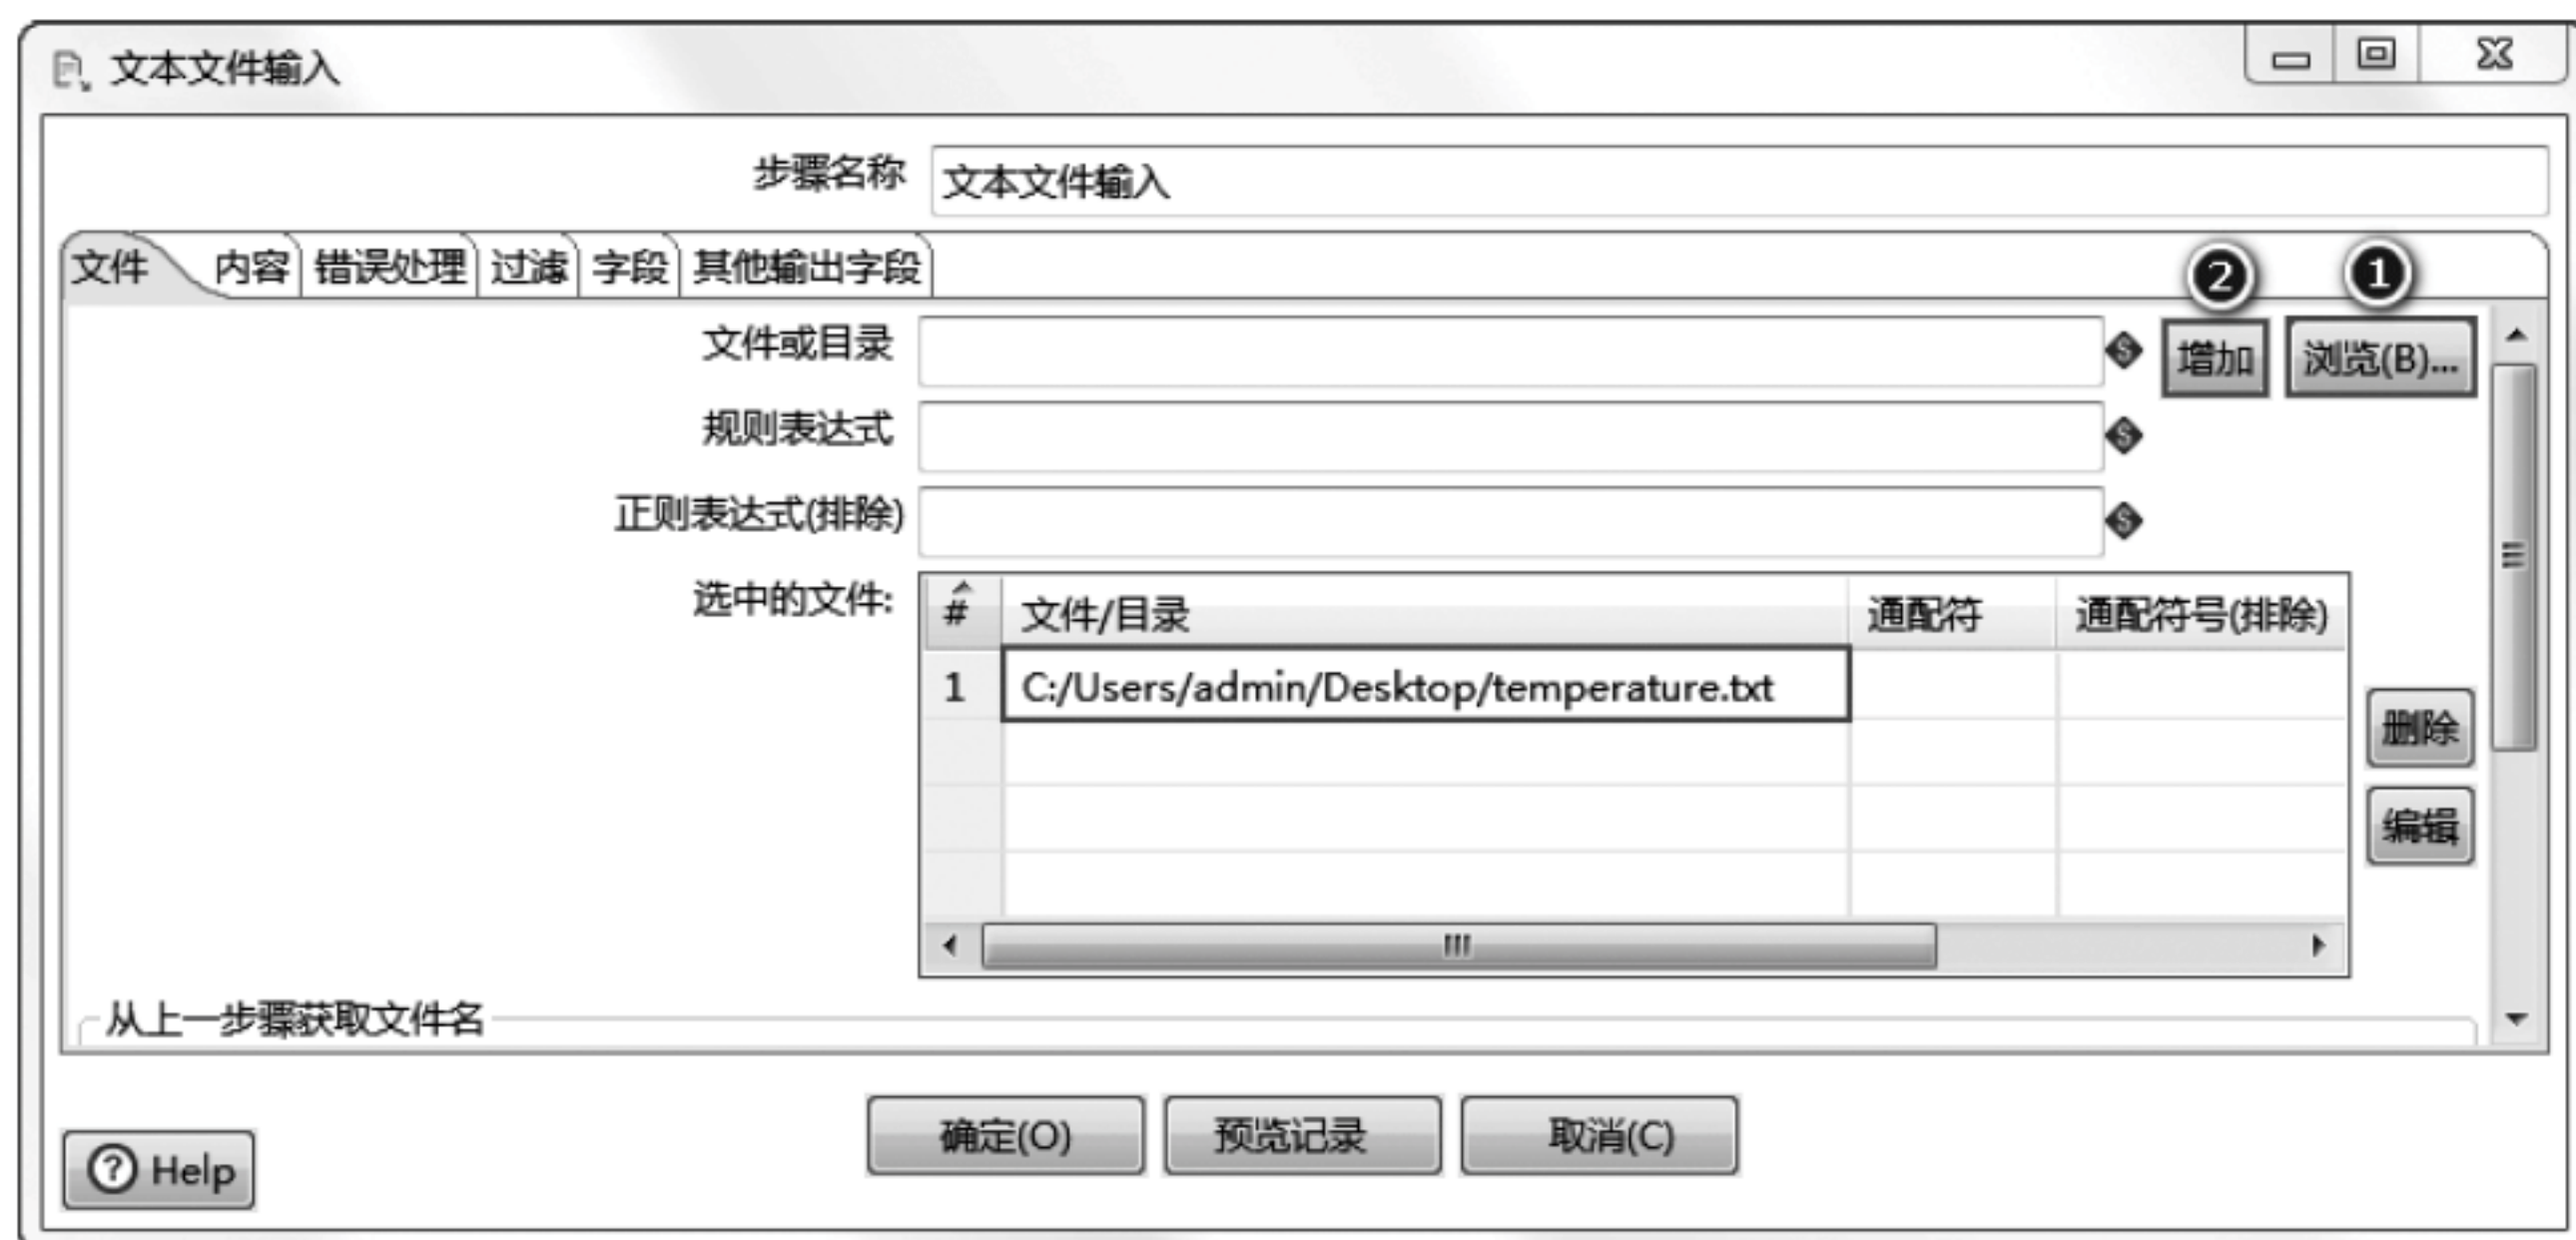 文本文件输入
步骤名称 文本文件输入
文件 内容 错误处理 过滤 字段 其他输出字段 2 1
文件或目录 S 增加 浏览(B)...
规则表达式 S
正则表达式(排除) S
选中的文件: # 文件/目录 通配符 通配符号(排除)
1 C:/Users/admin/Desktop/temperature.txt
删除
编辑
从上一步骤获取文件名
确定(O) 预览记录 取消(C)
? Help